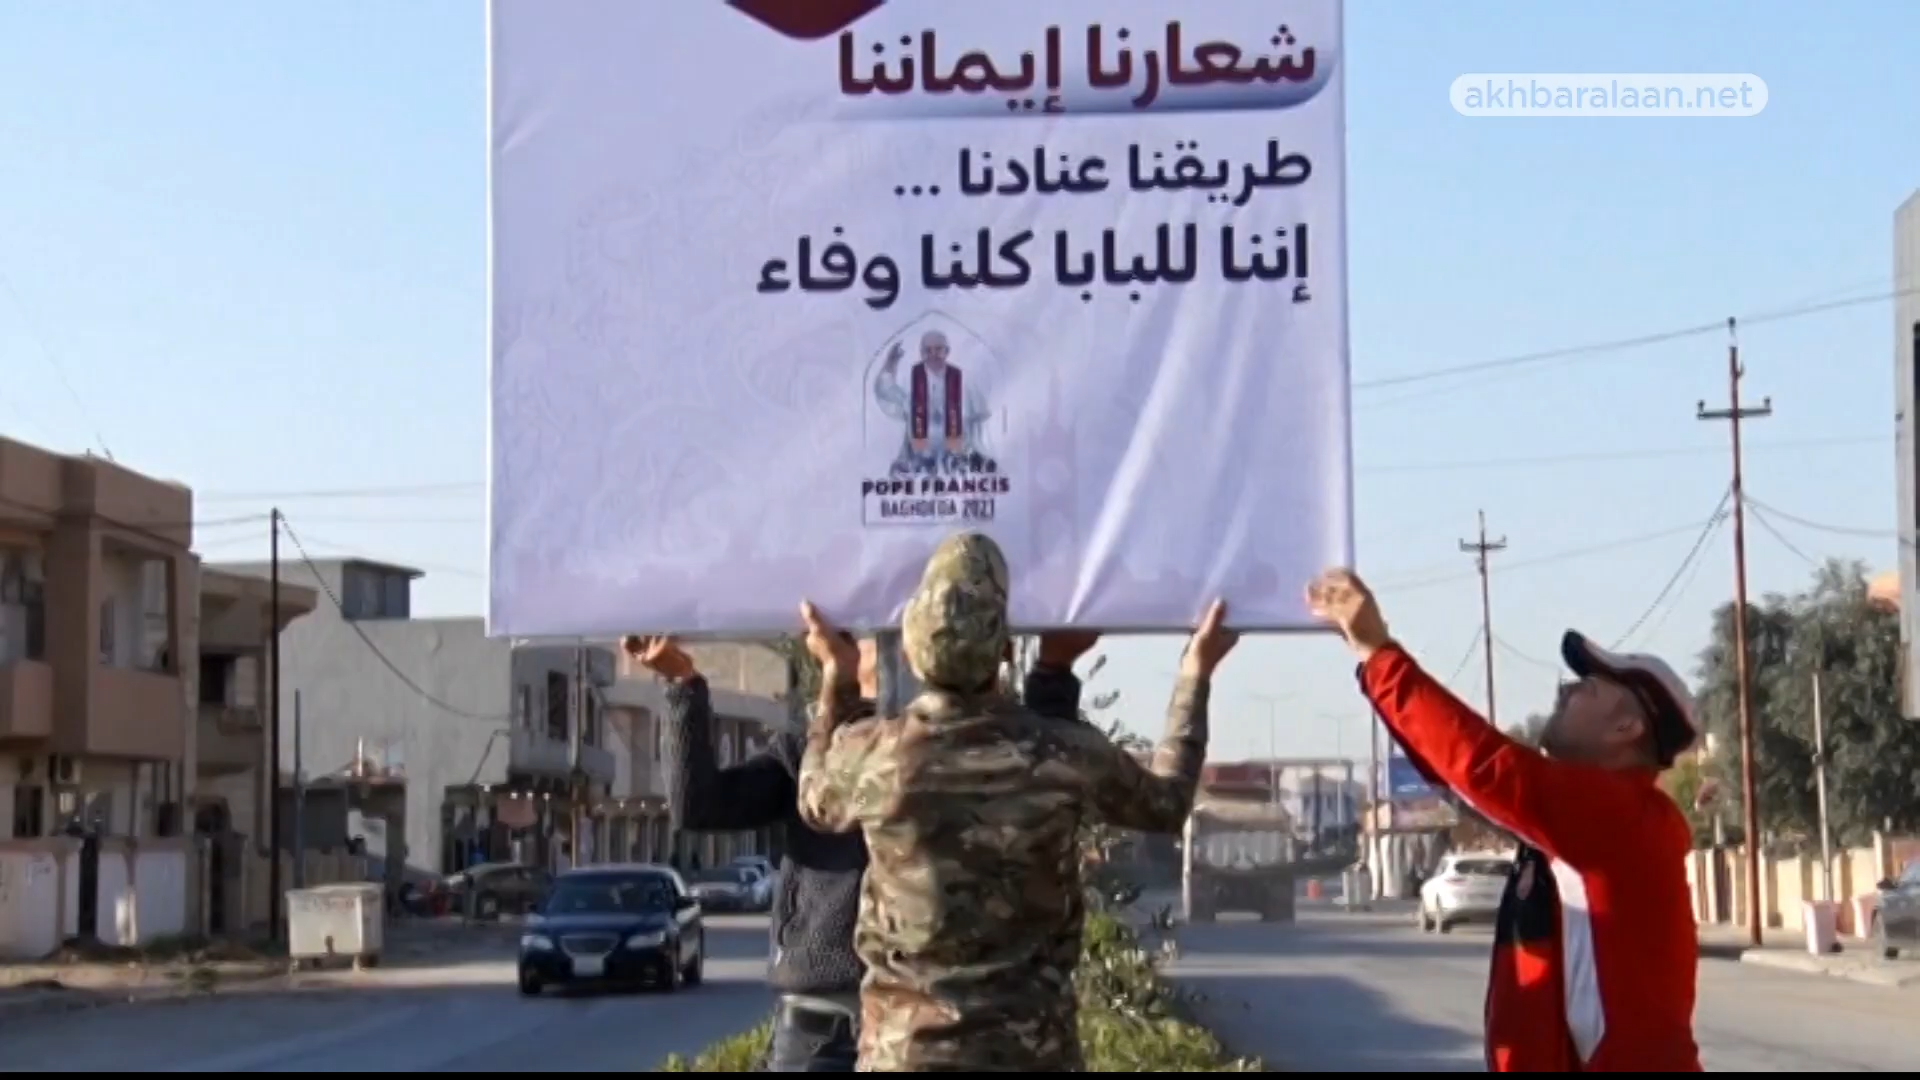 شعارنا إيماننا
akhbaralaan.net
طريقنا عنادنا ...
إننا للبابا كلنا وفاء
POPE FRANCIS
BAGHDEDA 2021